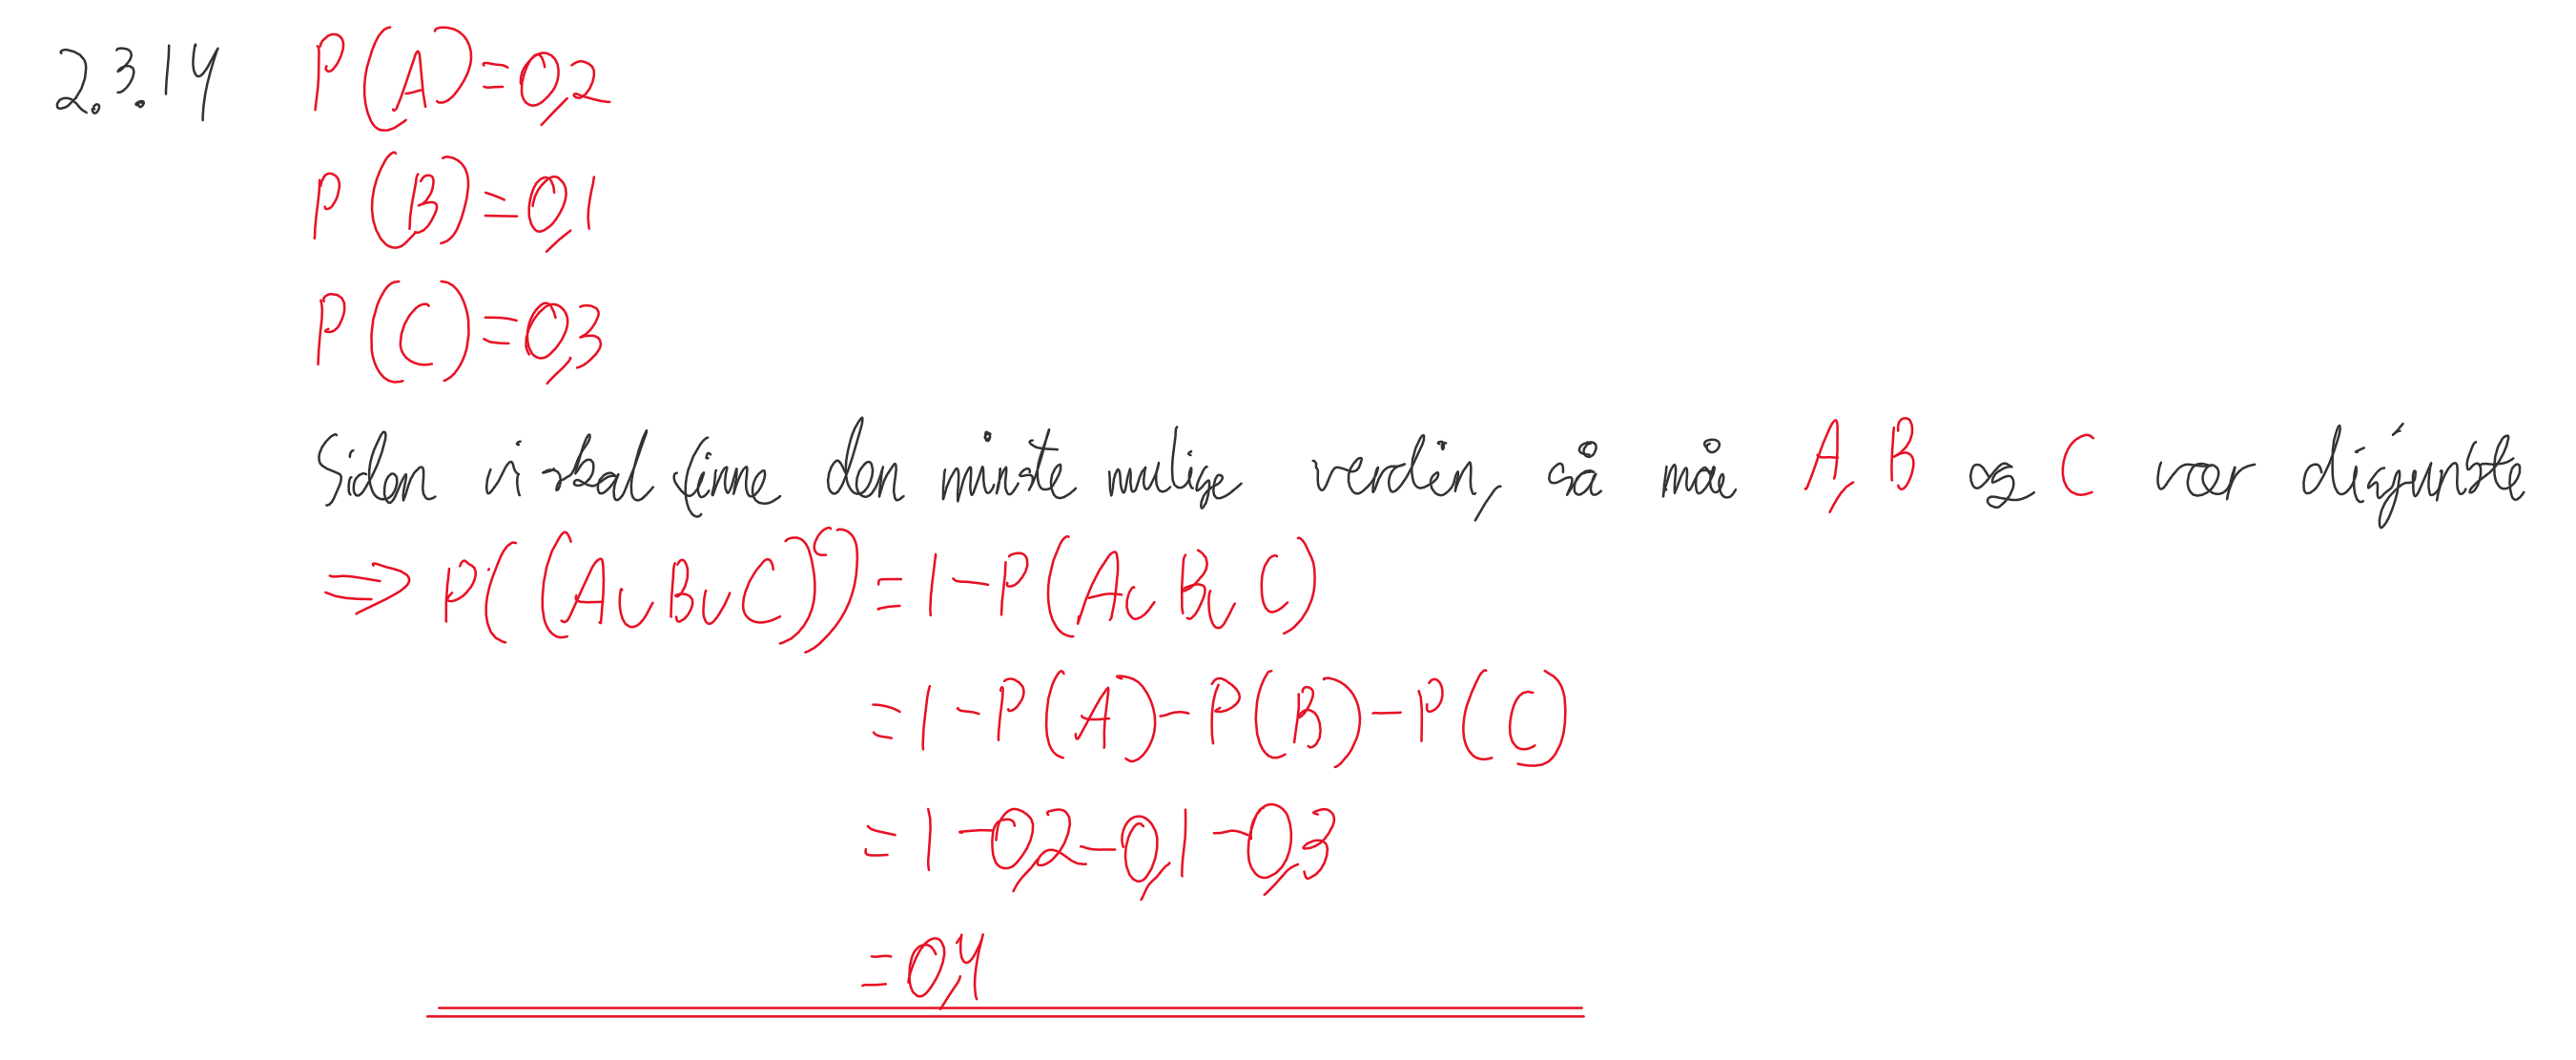 2.3.14 P(A)=0,2
P(B)=0,1
P(C)=0,3
Siden vi skal finne den minste mulige verdien, så må A, B og C vær disjunkte
⇒ P((A∪B∪C)ᶜ) = 1-P(A∪B∪C)
= 1-P(A)-P(B)-P(C)
= 1-0,2-0,1-0,3
= 0,4